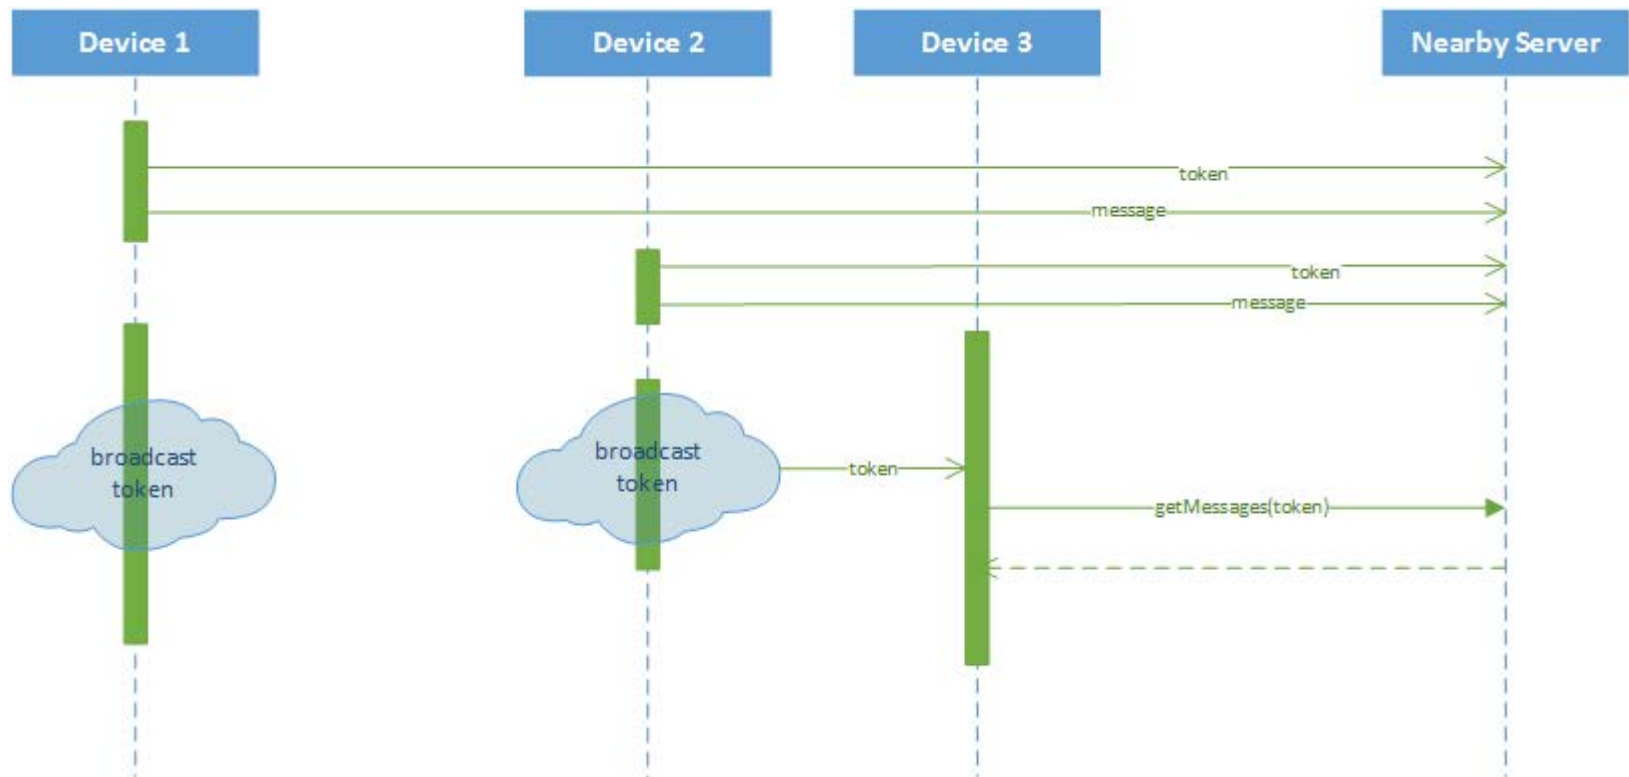 Device 1
Device 2
Device 3
Nearby Server
token
message
token
message
broadcast
token
broadcast
token
token
getMessages(token)